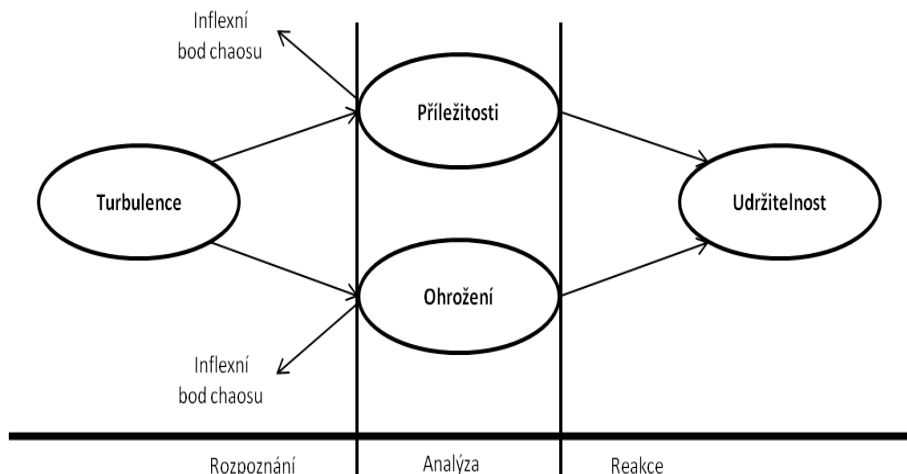 Inflexní
bod chaosu
Příležitosti
Turbulence
Udržitelnost
Ohrožení
Inflexní
bod chaosu
Rozpoznání
Analýza
Reakce